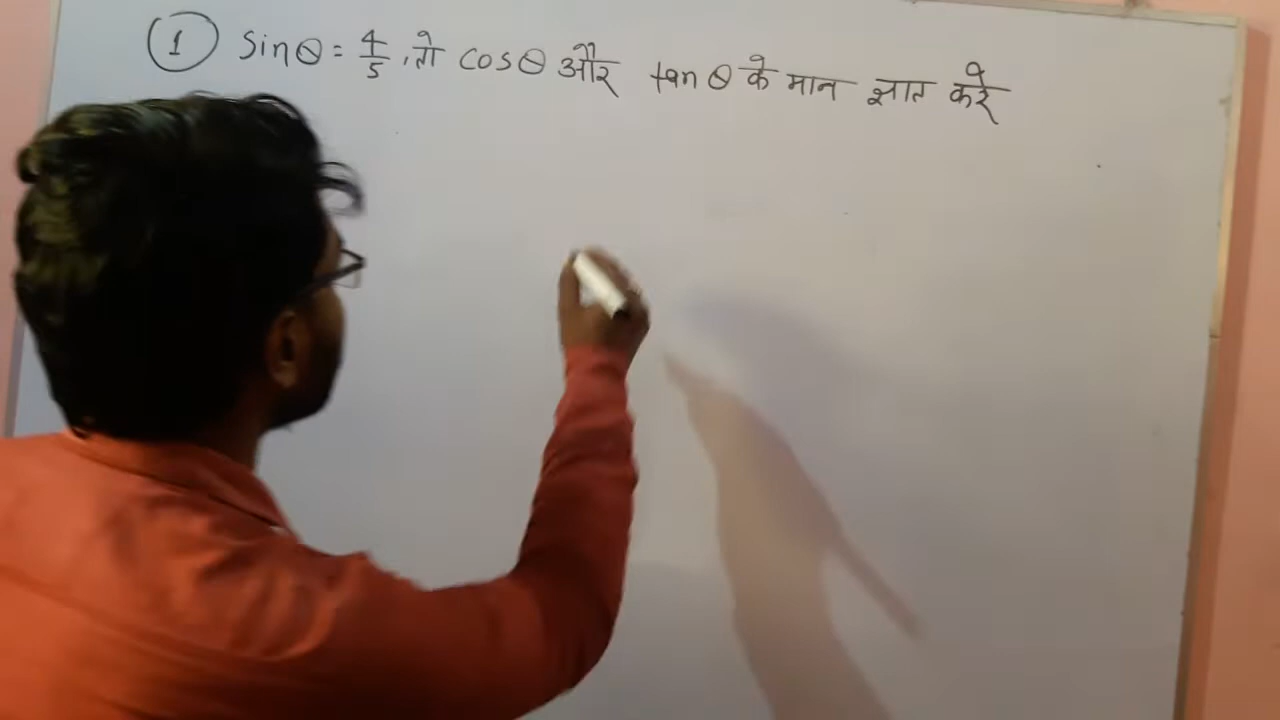 ① sinθ = 4/5, तो cosθ और tanθ के मान ज्ञात करे